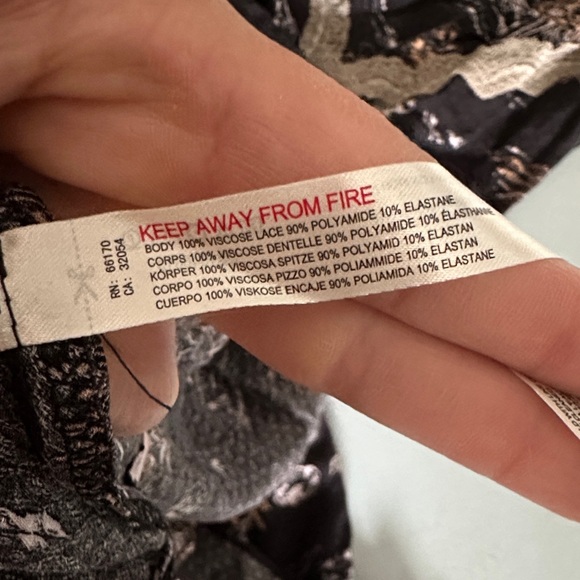 KEEP AWAY FROM FIRE
BODY 100% VISCOSE LACE 90% POLYAMIDE 10% ELASTANE
CORPS 100% VISCOSE DENTELLE 90% POLYAMIDE 10% ÉLASTHANNE
KÖRPER 100% VISCOSA SPITZE 90% POLYAMID 10% ELASTAN
CORPO 100% VISCOSA PIZZO 90% POLIAMMIDE 10% ELASTAN
CUERPO 100% VISKOSE ENCAJE 90% POLIAMIDA 10% ELASTANE
RN: 66170
CA: 32054